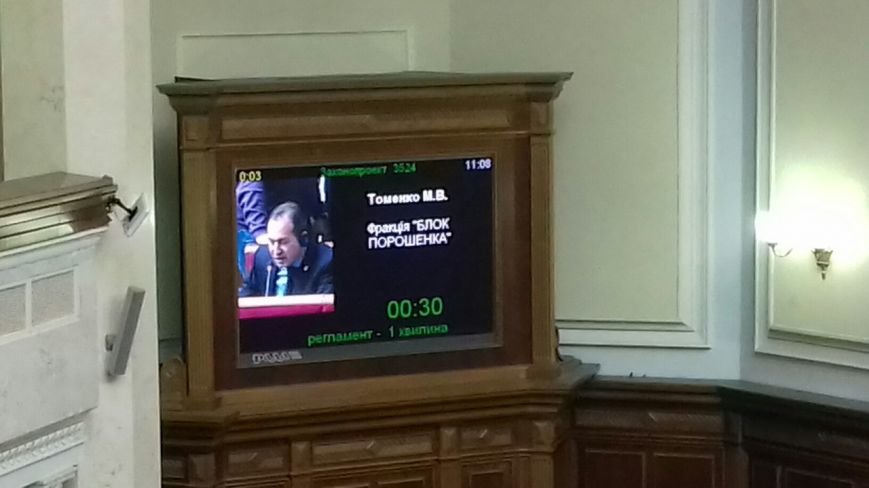 0:03 Законопроект 3524 11:08
Томенко М.В.
Фракція "БЛОК
ПОРОШЕНКА"
00:30
регламент - 1 хвилина